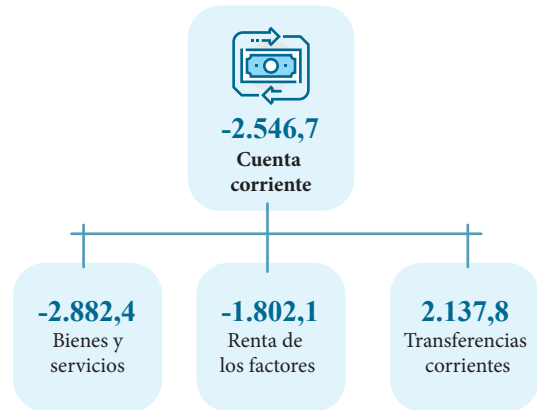 -2.546,7
Cuenta
corriente
-2.882,4
Bienes y
servicios
-1.802,1
Renta de
los factores
2.137,8
Transferencias
corrientes